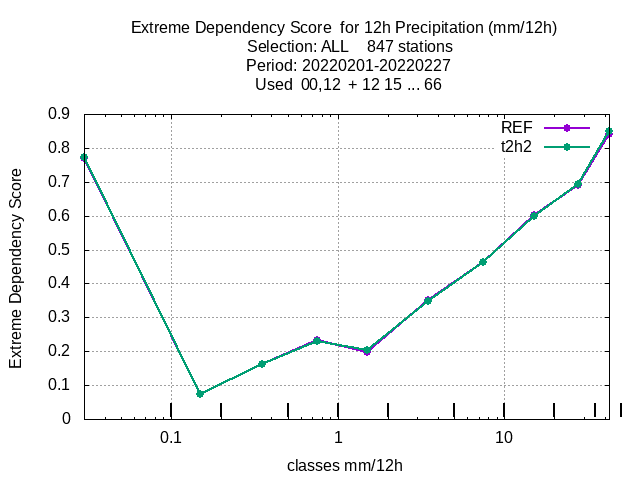 Extreme Dependency Score  for 12h Precipitation (mm/12h)
Selection: ALL    847 stations
Period: 20220201-20220227
Used  00,12  + 12 15 ... 66
REF
t2h2
Extreme Dependency Score
0.9
0.8
0.7
0.6
0.5
0.4
0.3
0.2
0.1
0
0.1
1
10
classes mm/12h